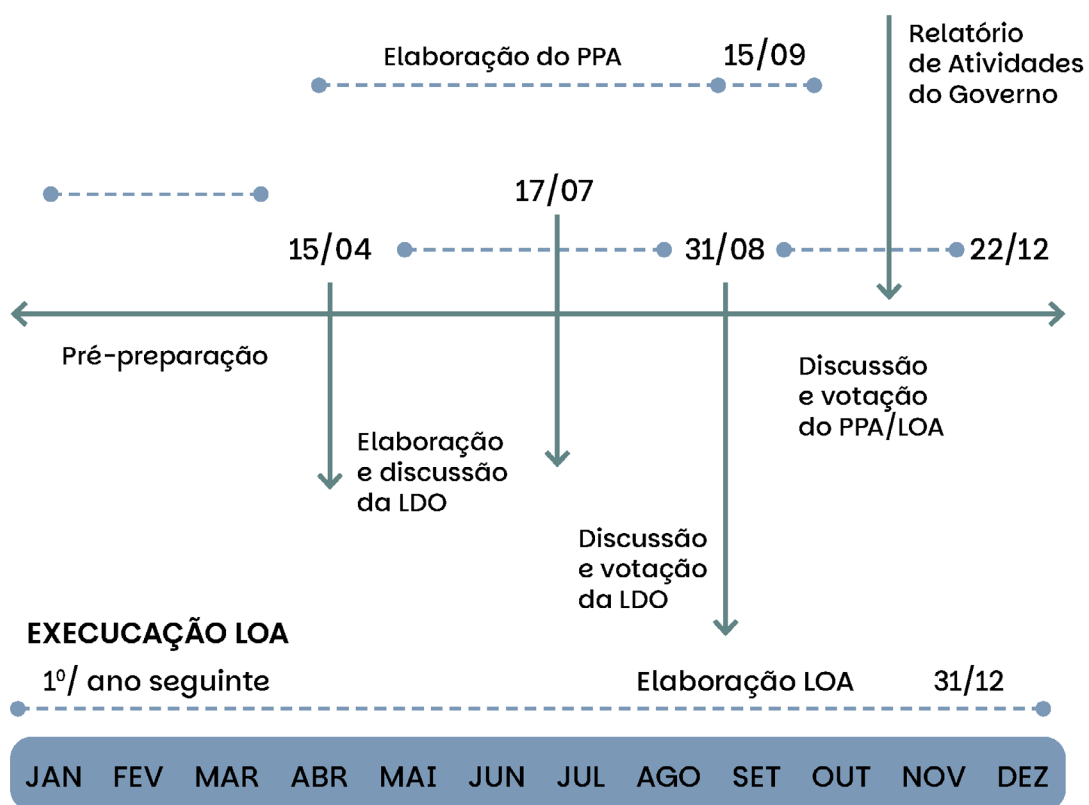 Elaboração do PPA
15/09
Relatório
de Atividades
do Governo
17/07
15/04
31/08
22/12
Pré-preparação
Discussão
e votação
do PPA/LOA
Elaboração
e discussão
da LDO
Discussão
e votação
da LDO
EXECUCAÇÃO LOA
1º/ ano seguinte
Elaboração LOA
31/12
JAN FEV MAR ABR MAI JUN JUL AGO SET OUT NOV DEZ